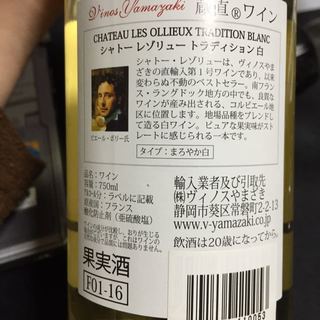 Vinos Yamazaki 蔵直®ワイン
CHATEAU LES OLLIEUX TRADITION BLANC
シャトー レゾリュー トラディション 白
シャトー・レゾリューは、ヴィノスやま
ざきの直輸入第1号ワインであり、以来
変わらぬ不動のベストセラー。南フラン
ス・ラングドック地方の中でも、良質な
ワインが産み出される、コルビエール地
区に位置します。地場品種をブレンドし
て造る白ワイン。ピュアな果実味がスト
レートに感じられる一本です。
ピエール・ボリー氏
タイプ:まろやか白
品名:ワイン
容量:750ml
アルコール分:ラベルに記載
原産国:フランス
酸化防止剤(亜硫酸塩)
輸入業者及び引取先
(株)ヴィノスやまざき
静岡市葵区常磐町2-2-13
www.v-yamazaki.co.jp
果実酒
飲酒は20歳になってから。
F01-16